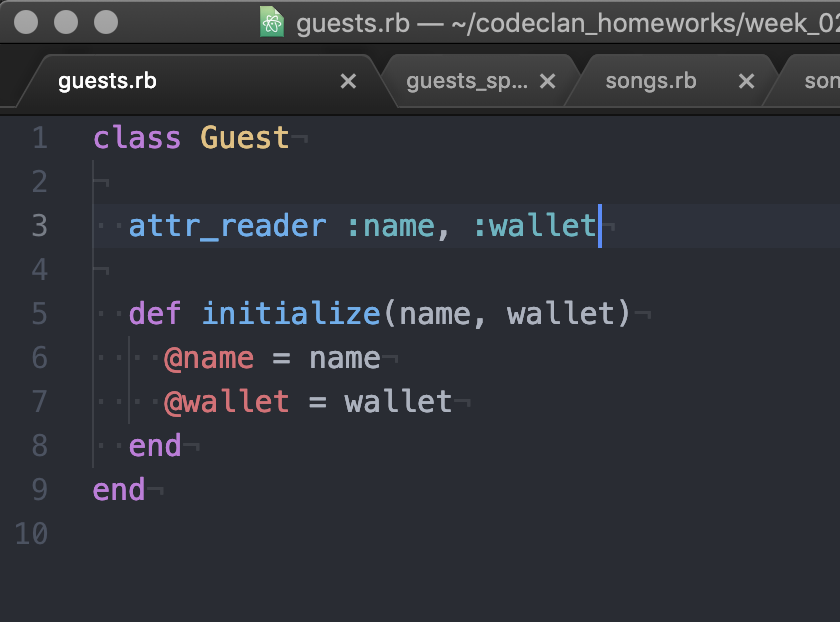 guests.rb — ~/codeclan_homeworks/week_02
guests.rb guests_sp... songs.rb son
1 class Guest¬
2 ¬
3 ··attr_reader :name, :wallet¬
4 ¬
5 ··def initialize(name, wallet)¬
6 ····@name = name¬
7 ····@wallet = wallet¬
8 ··end¬
9 end¬
10